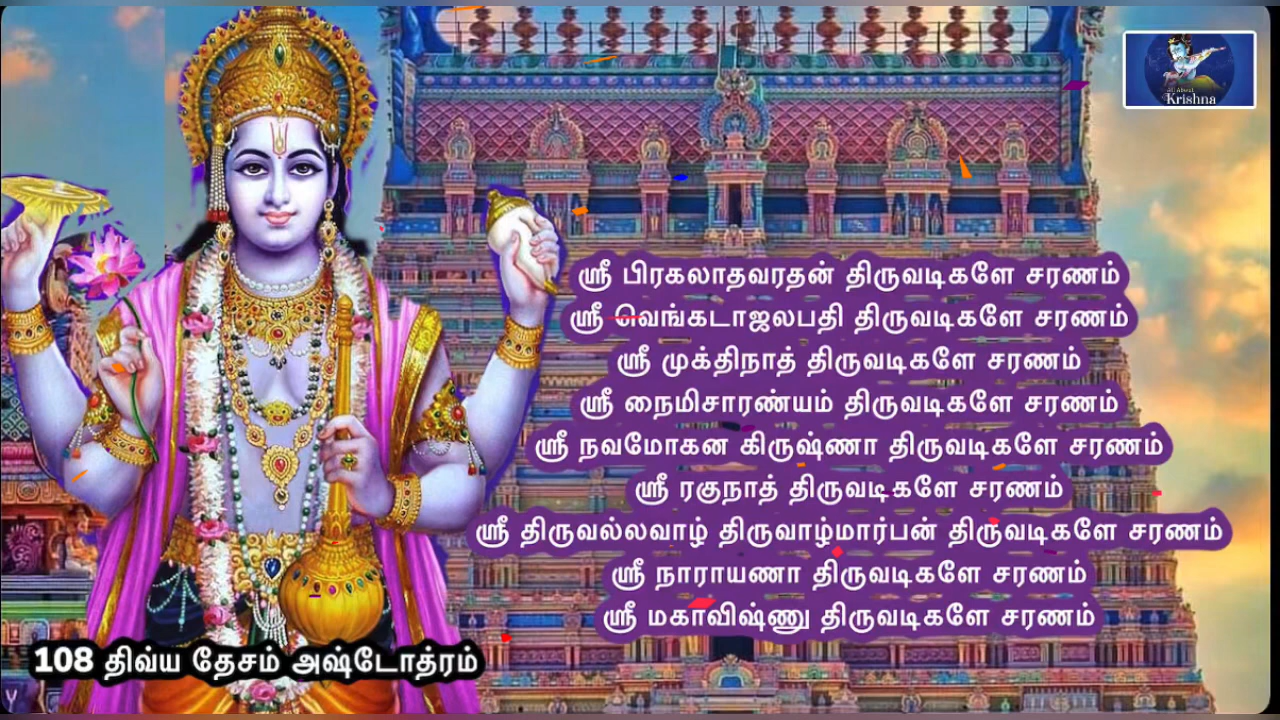 All About
Krishna
ஸ்ரீ பிரகலாதவரதன் திருவடிகளே சரணம்
ஸ்ரீ வெங்கடாஜலபதி திருவடிகளே சரணம்
ஸ்ரீ முக்திநாத் திருவடிகளே சரணம்
ஸ்ரீ நைமிசாரண்யம் திருவடிகளே சரணம்
ஸ்ரீ நவமோகன கிருஷ்ணா திருவடிகளே சரணம்
ஸ்ரீ ரகுநாத் திருவடிகளே சரணம்
ஸ்ரீ திருவல்லவாழ் திருவாழ்மார்பன் திருவடிகளே சரணம்
ஸ்ரீ நாராயணா திருவடிகளே சரணம்
ஸ்ரீ மகாவிஷ்ணு திருவடிகளே சரணம்
108 திவ்ய தேசம் அஷ்டோத்ரம்